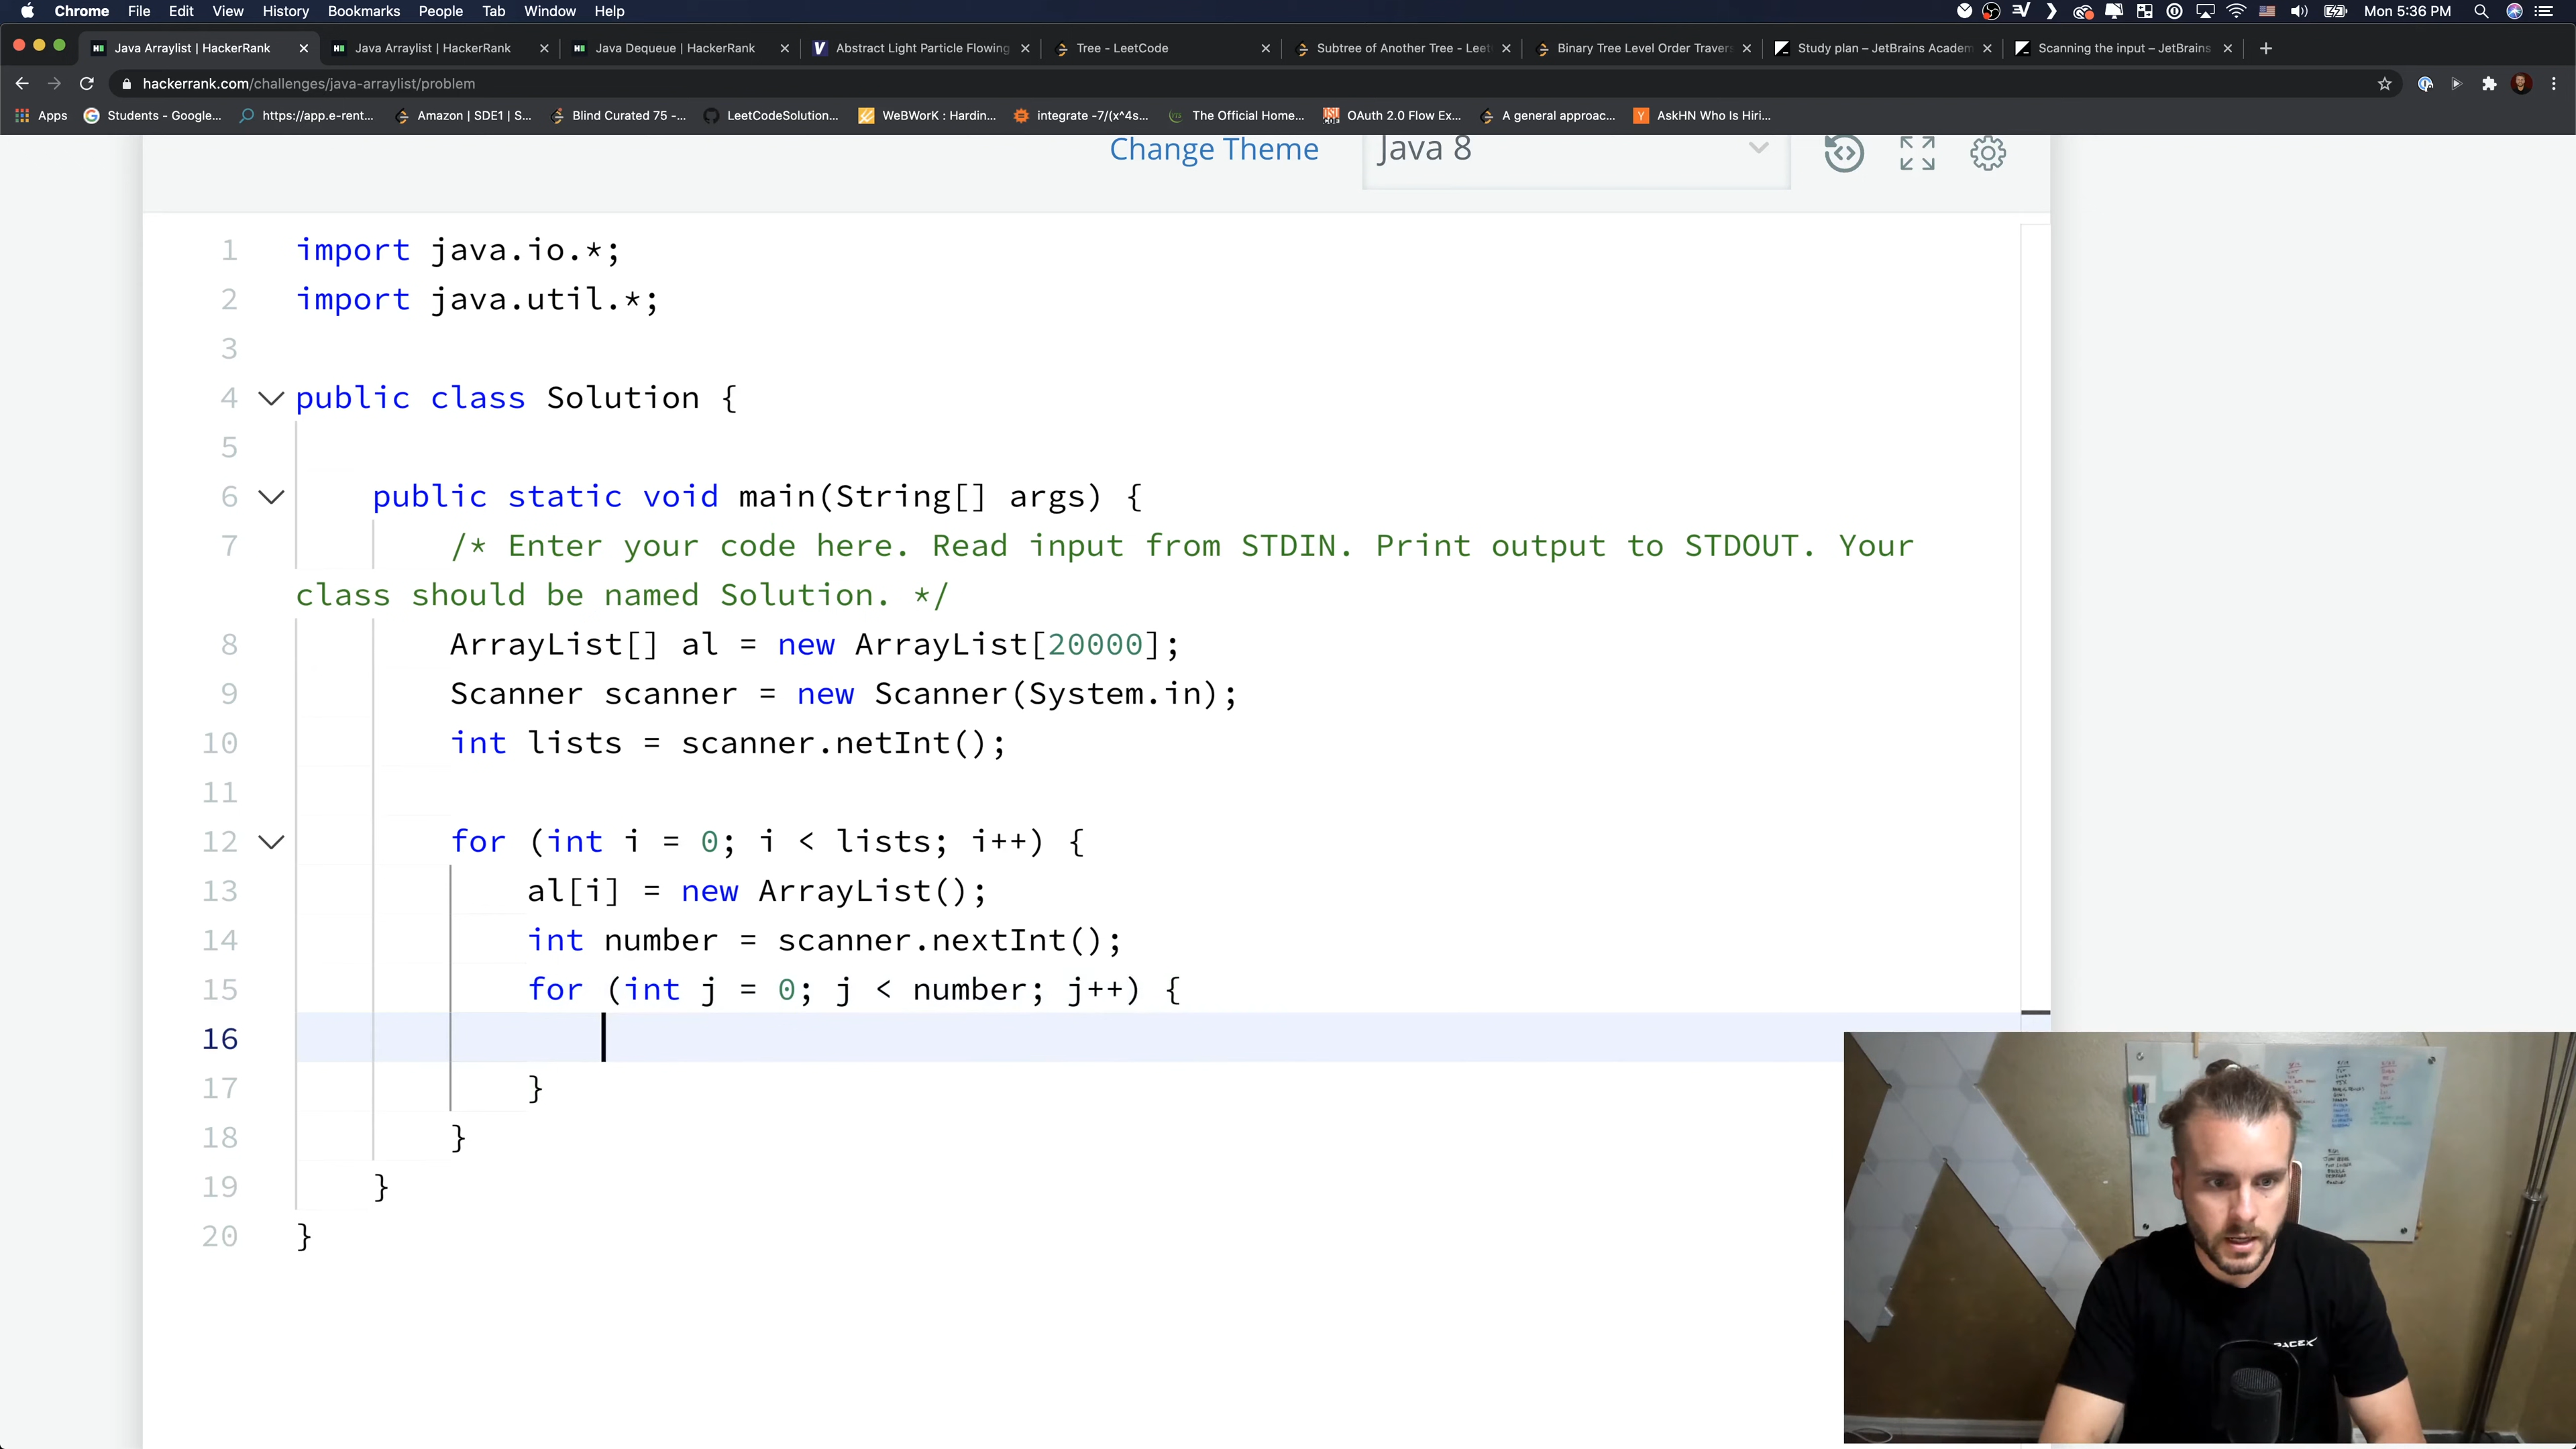 Chrome File Edit View History Bookmarks People Tab Window Help Mon 5:36 PM
Java Arraylist | HackerRank Java Arraylist | HackerRank Java Dequeue | HackerRank Abstract Light Particle Flowing Tree - LeetCode Subtree of Another Tree - Leet Binary Tree Level Order Traver Study plan – JetBrains Academ Scanning the input – JetBrains
hackerrank.com/challenges/java-arraylist/problem
Apps Students - Google... https://app.e-rent... Amazon | SDE1 | S... Blind Curated 75 -... LeetCodeSolution... WeBWorK : Hardin... integrate -7/(x^4s... The Official Home... OAuth 2.0 Flow Ex... A general approac... AskHN Who Is Hiri...
Change Theme Java 8
1 import java.io.*;
2 import java.util.*;
3
4 public class Solution {
5
6 public static void main(String[] args) {
7 /* Enter your code here. Read input from STDIN. Print output to STDOUT. Your
class should be named Solution. */
8 ArrayList[] al = new ArrayList[20000];
9 Scanner scanner = new Scanner(System.in);
10 int lists = scanner.netInt();
11
12 for (int i = 0; i < lists; i++) {
13 al[i] = new ArrayList();
14 int number = scanner.nextInt();
15 for (int j = 0; j < number; j++) {
16
17 }
18 }
19 }
20 }